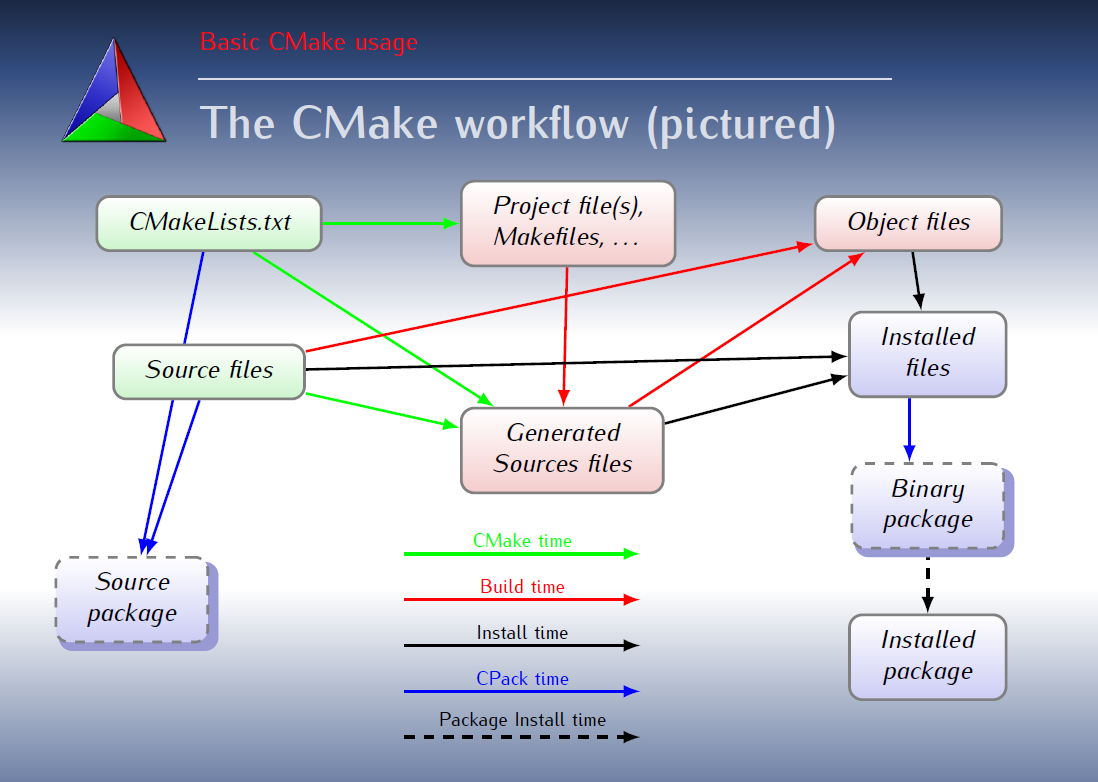 Basic CMake usage
The CMake workflow (pictured)
CMakeLists.txt
Project file(s),
Makefiles, ...
Object files
Source files
Installed
files
Generated
Sources files
Binary
package
Source
package
Installed
package
CMake time
Build time
Install time
CPack time
Package Install time